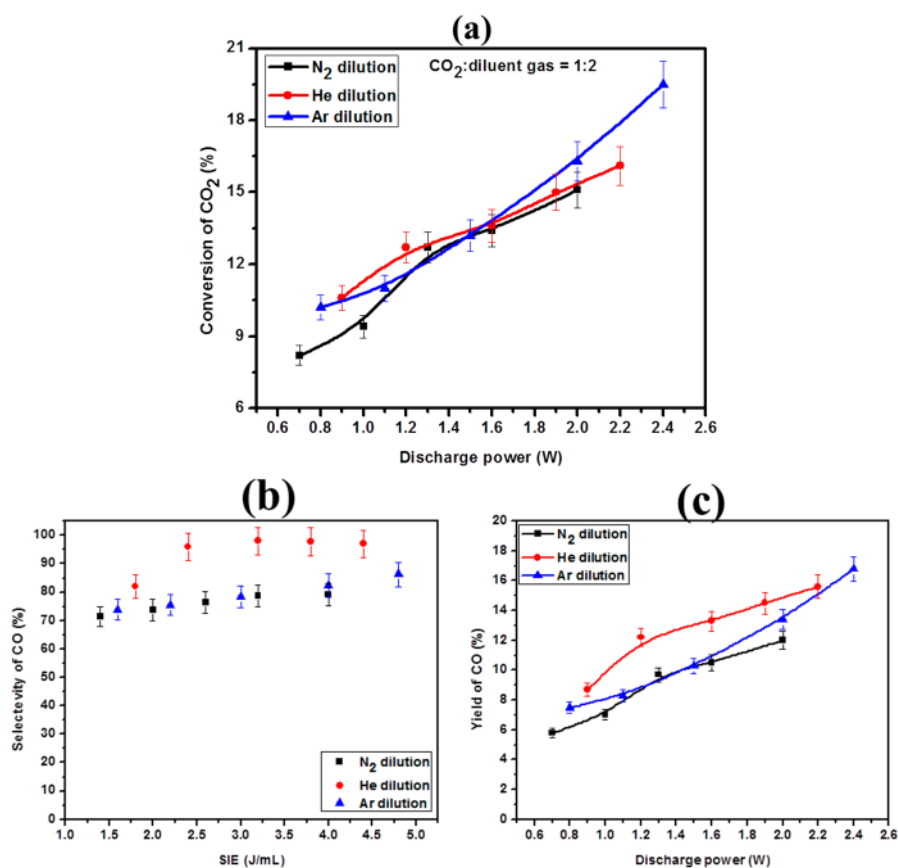 (a)
21
18
15
12
9
6
N2 dilution
He dilution
Ar dilution
CO2:diluent gas = 1:2
Conversion of CO2 (%)
0.6 0.8 1.0 1.2 1.4 1.6 1.8 2.0 2.2 2.4 2.6
Discharge power (W)
(b)
100
90
80
70
60
50
40
30
20
10
0
Selectevity of CO (%)
N2 dilution
He dilution
Ar dilution
1.0 1.5 2.0 2.5 3.0 3.5 4.0 4.5 5.0
SIE (J/mL)
(c)
20
18
16
14
12
10
8
6
4
2
0
N2 dilution
He dilution
Ar dilution
Yield of CO (%)
0.6 0.8 1.0 1.2 1.4 1.6 1.8 2.0 2.2 2.4 2.6
Discharge power (W)